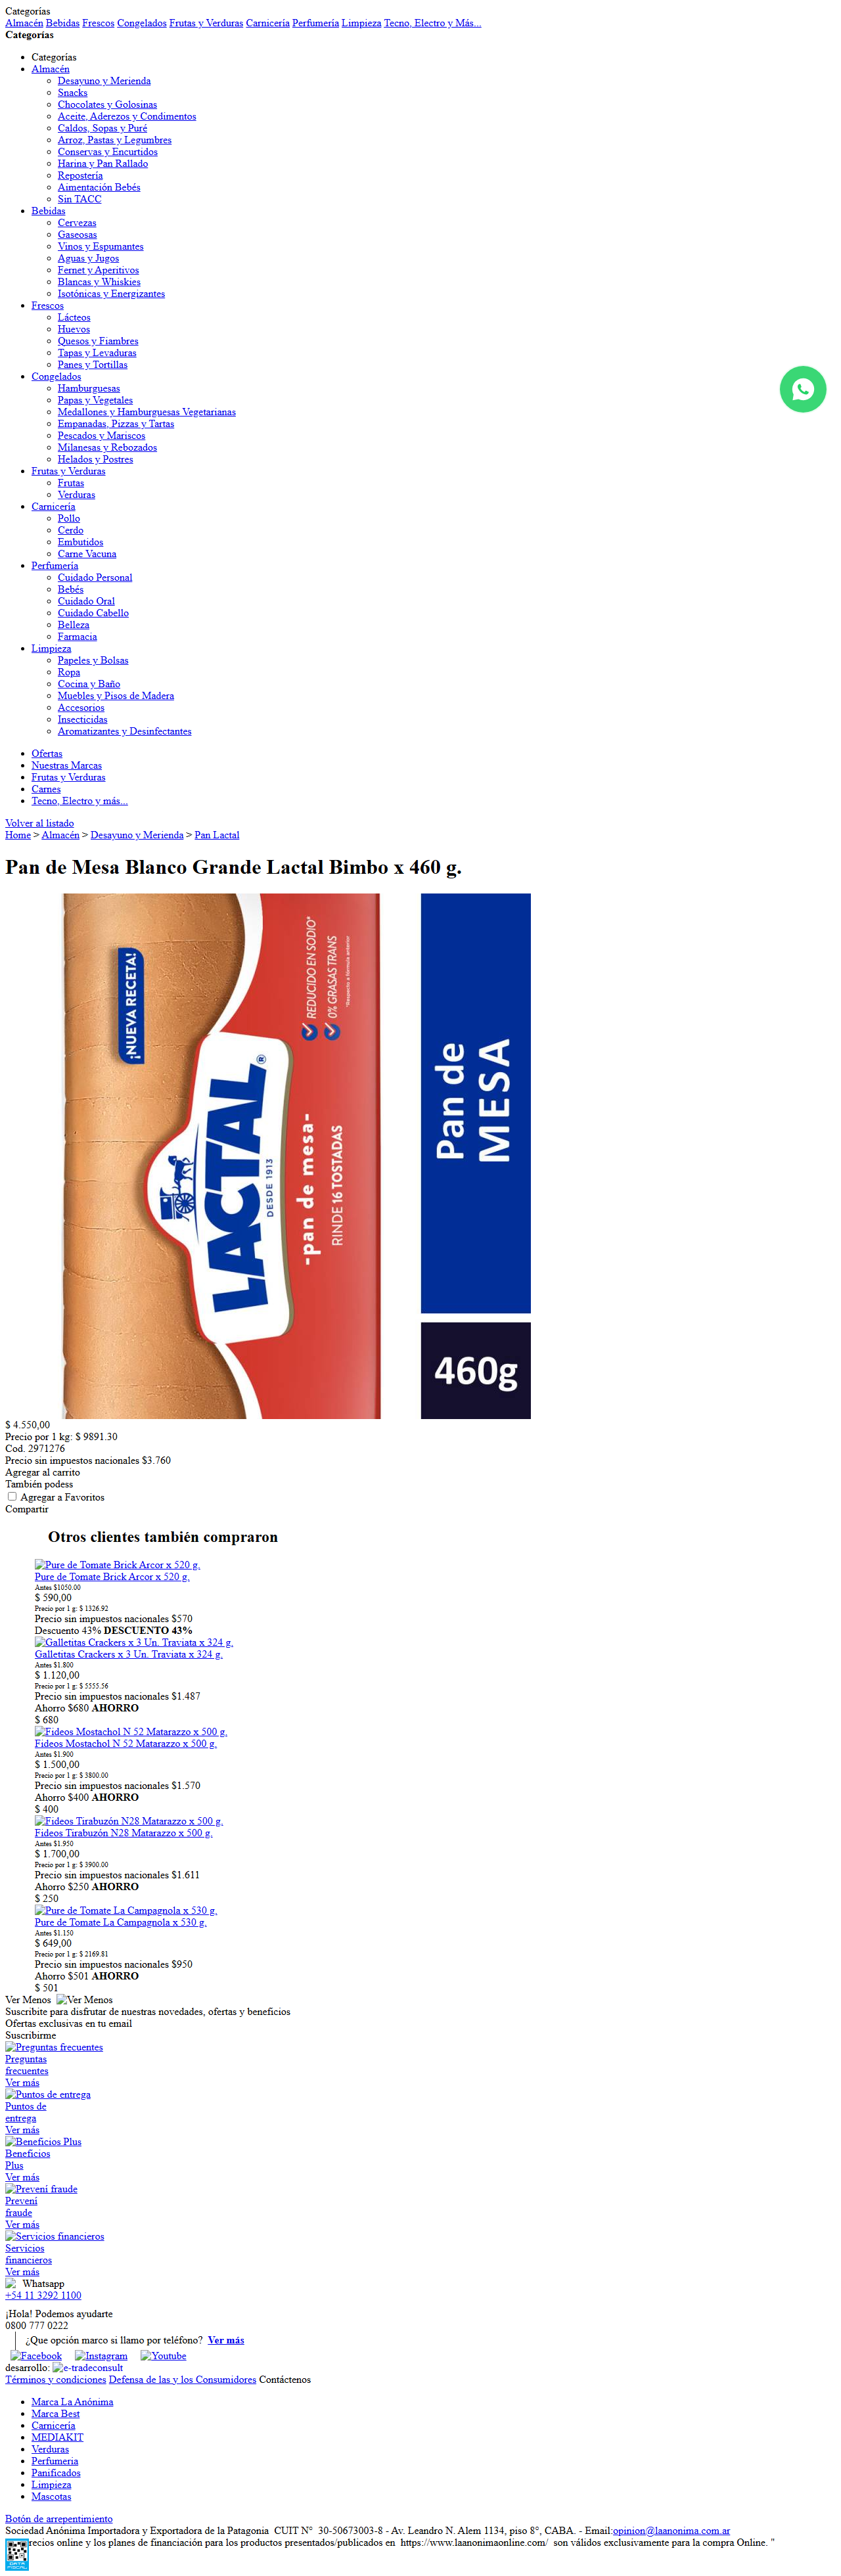 Categorías
Almacén Bebidas Frescos Congelados Frutas y Verduras Carnicería Perfumería Limpieza Tecno, Electro y Más...
Categorías
Categorías
Almacén
Desayuno y Merienda
Snacks
Chocolates y Golosinas
Aceite, Aderezos y Condimentos
Caldos, Sopas y Puré
Arroz, Pastas y Legumbres
Conservas y Encurtidos
Harina y Pan Rallado
Repostería
Aimentación Bebés
Sin TACC
Bebidas
Cervezas
Gaseosas
Vinos y Espumantes
Aguas y Jugos
Fernet y Aperitivos
Blancas y Whiskies
Isotónicas y Energizantes
Frescos
Lácteos
Huevos
Quesos y Fiambres
Tapas y Levaduras
Panes y Tortillas
Congelados
Hamburguesas
Papas y Vegetales
Medallones y Hamburguesas Vegetarianas
Empanadas, Pizzas y Tartas
Pescados y Mariscos
Milanesas y Rebozados
Helados y Postres
Frutas y Verduras
Frutas
Verduras
Carnicería
Pollo
Cerdo
Embutidos
Carne Vacuna
Perfumería
Cuidado Personal
Bebés
Cuidado Oral
Cuidado Cabello
Belleza
Farmacia
Limpieza
Papeles y Bolsas
Ropa
Cocina y Baño
Muebles y Pisos de Madera
Accesorios
Insecticidas
Aromatizantes y Desinfectantes
Ofertas
Nuestras Marcas
Frutas y Verduras
Carnes
Tecno, Electro y más...
Volver al listado
Home > Almacén > Desayuno y Merienda > Pan Lactal
Pan de Mesa Blanco Grande Lactal Bimbo x 460 g.
¡NUEVA RECETA!
REDUCIDO EN SODIO*
0% GRASAS TRANS
*Respecto a fórmula anterior
LACTAL®
DESDE 1913
-pan de mesa-
RINDE 16 TOSTADAS
Pan de
MESA
460g
$ 4.550,00
Precio por 1 kg: $ 9891.30
Cod. 2971276
Precio sin impuestos nacionales $3.760
Agregar al carrito
También podess
Agregar a Favoritos
Compartir
Otros clientes también compraron
Pure de Tomate Brick Arcor x 520 g.
Pure de Tomate Brick Arcor x 520 g.
Antes $1050.00
$ 590,00
Precio por 1 g: $ 1326.92
Precio sin impuestos nacionales $570
Descuento 43% DESCUENTO 43%
Galletitas Crackers x 3 Un. Traviata x 324 g.
Galletitas Crackers x 3 Un. Traviata x 324 g.
Antes $1.800
$ 1.120,00
Precio por 1 g: $ 5555.56
Precio sin impuestos nacionales $1.487
Ahorro $680 AHORRO
$ 680
Fideos Mostachol N 52 Matarazzo x 500 g.
Fideos Mostachol N 52 Matarazzo x 500 g.
Antes $1.900
$ 1.500,00
Precio por 1 g: $ 3800.00
Precio sin impuestos nacionales $1.570
Ahorro $400 AHORRO
$ 400
Fideos Tirabuzón N28 Matarazzo x 500 g.
Fideos Tirabuzón N28 Matarazzo x 500 g.
Antes $1.950
$ 1.700,00
Precio por 1 g: $ 3900.00
Precio sin impuestos nacionales $1.611
Ahorro $250 AHORRO
$ 250
Pure de Tomate La Campagnola x 530 g.
Pure de Tomate La Campagnola x 530 g.
Antes $1.150
$ 649,00
Precio por 1 g: $ 2169.81
Precio sin impuestos nacionales $950
Ahorro $501 AHORRO
$ 501
Ver Menos Ver Menos
Suscribite para disfrutar de nuestras novedades, ofertas y beneficios
Ofertas exclusivas en tu email
Suscribirme
Preguntas frecuentes
Preguntas
frecuentes
Ver más
Puntos de entrega
Puntos de
entrega
Ver más
Beneficios Plus
Beneficios
Plus
Ver más
Prevení fraude
Prevení
fraude
Ver más
Servicios financieros
Servicios
financieros
Ver más
Whatsapp
+54 11 3292 1100
¡Hola! Podemos ayudarte
0800 777 0222
¿Que opción marco si llamo por teléfono? Ver más
Facebook Instagram Youtube
desarrollo: e-tradeconsult
Términos y condiciones Defensa de las y los Consumidores Contáctenos
Marca La Anónima
Marca Best
Carnicería
MEDIAKIT
Verduras
Perfumeria
Panificados
Limpieza
Mascotas
Botón de arrepentimiento
Sociedad Anónima Importadora y Exportadora de la Patagonia CUIT N° 30-50673003-8 - Av. Leandro N. Alem 1134, piso 8°, CABA. - Email:opinion@laanonima.com.ar
recios online y los planes de financiación para los productos presentados/publicados en https://www.laanonimaonline.com/ son válidos exclusivamente para la compra Online. "
DATA
FISCAL